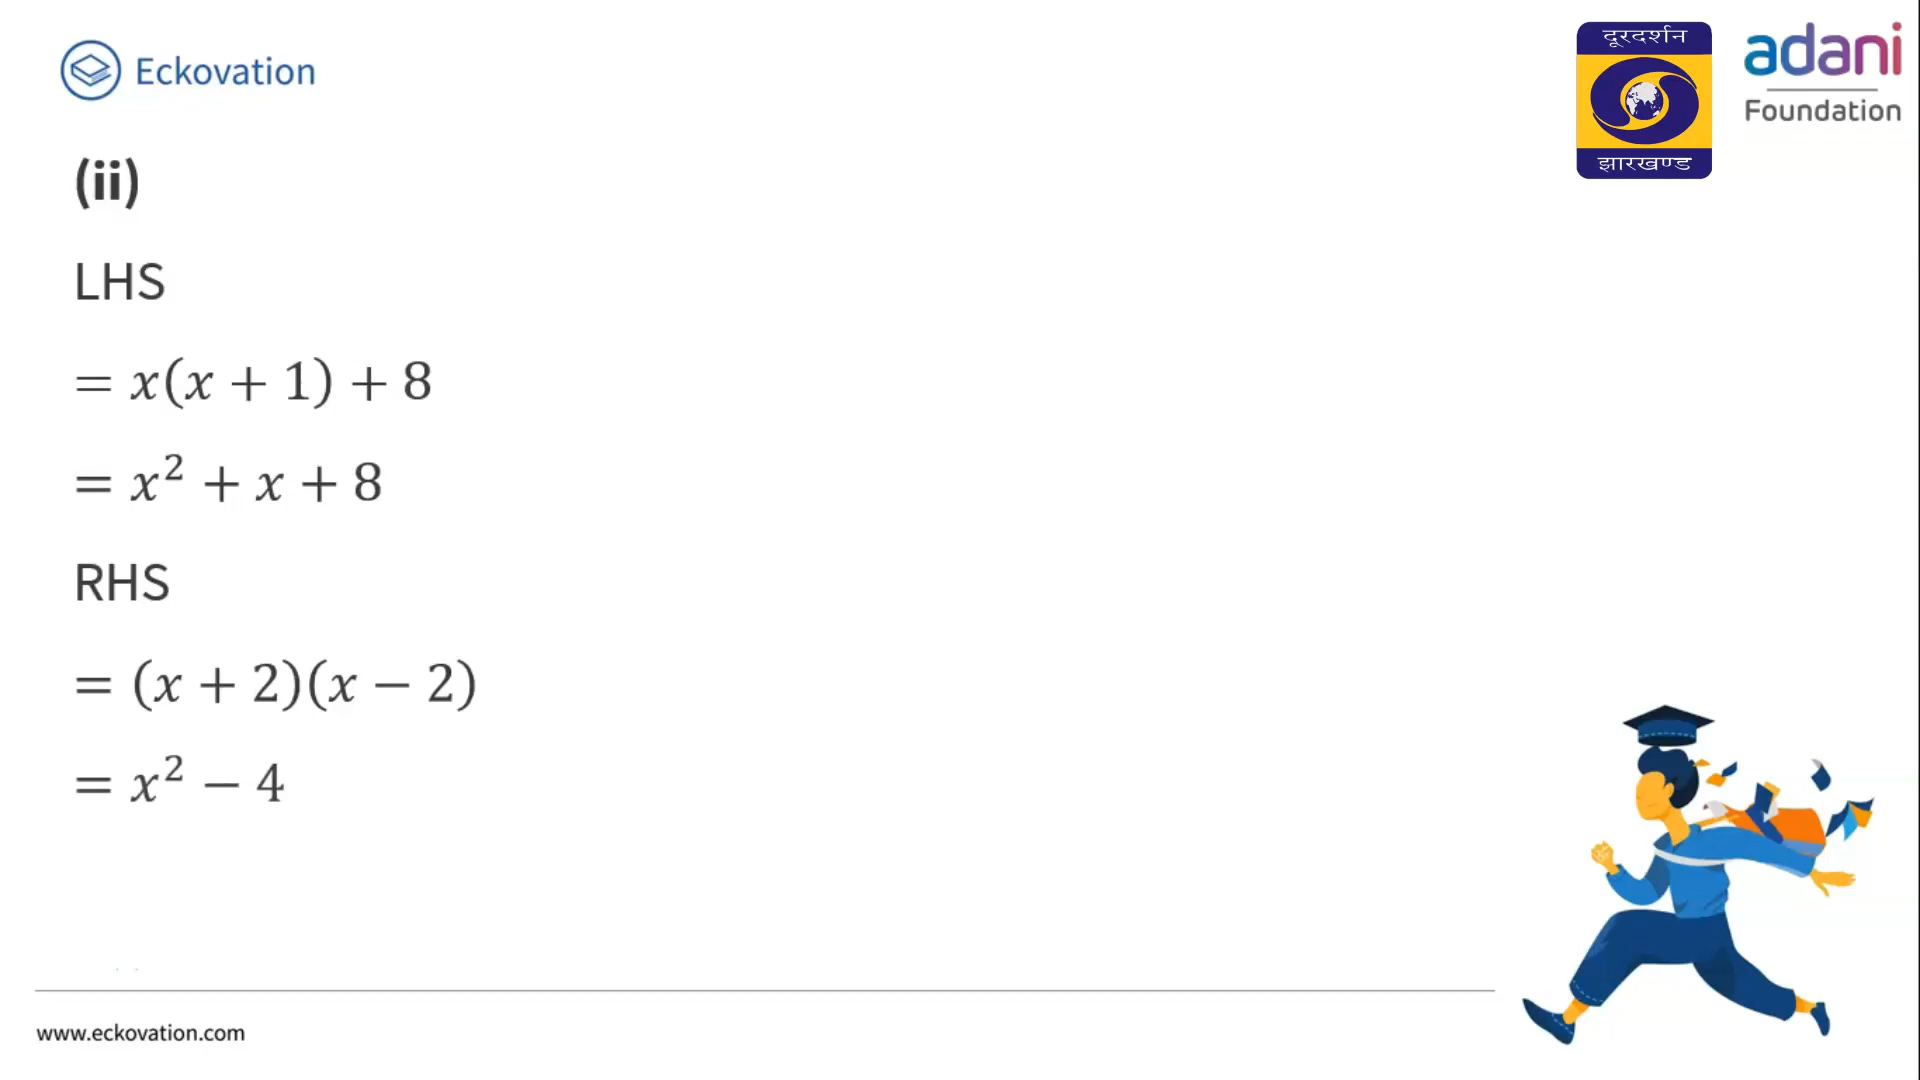 Eckovation
दूरदर्शन
झारखण्ड
adani
Foundation
(ii)
LHS
= x(x + 1) + 8
= x² + x + 8
RHS
= (x + 2)(x − 2)
= x² − 4
www.eckovation.com